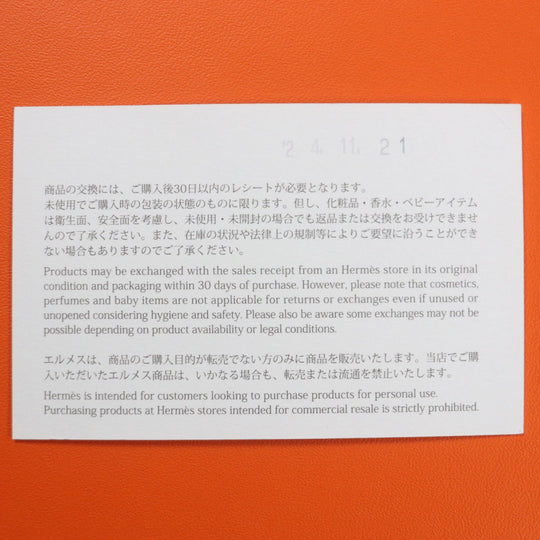 '24.11.21
商品の交換には、ご購入後30日以内のレシートが必要となります。
未使用でご購入時の包装の状態のものに限ります。但し、化粧品・香水・ベビーアイテム
は衛生面、安全面を考慮し、未使用・未開封の場合でも返品または交換をお受けできませ
んので了承ください。また、在庫の状況や法律上の規制等によりご要望に沿うことができ
ない場合もありますのでご了承ください。
Products may be exchanged with the sales receipt from an Hermès store in its original
condition and packaging within 30 days of purchase. However, please note that cosmetics,
perfumes and baby items are not applicable for returns or exchanges even if unused or
unopened considering hygiene and safety. Please also be aware some exchanges may not be
possible depending on product availability or legal conditions.
エルメスは、商品のご購入目的が転売でない方のみに商品を販売いたします。当店でご購
入いただいたエルメス商品は、いかなる場合も、転売または流通を禁止いたします。
Hermès is intended for customers looking to purchase products for personal use.
Purchasing products at Hermès stores intended for commercial resale is strictly prohibited.